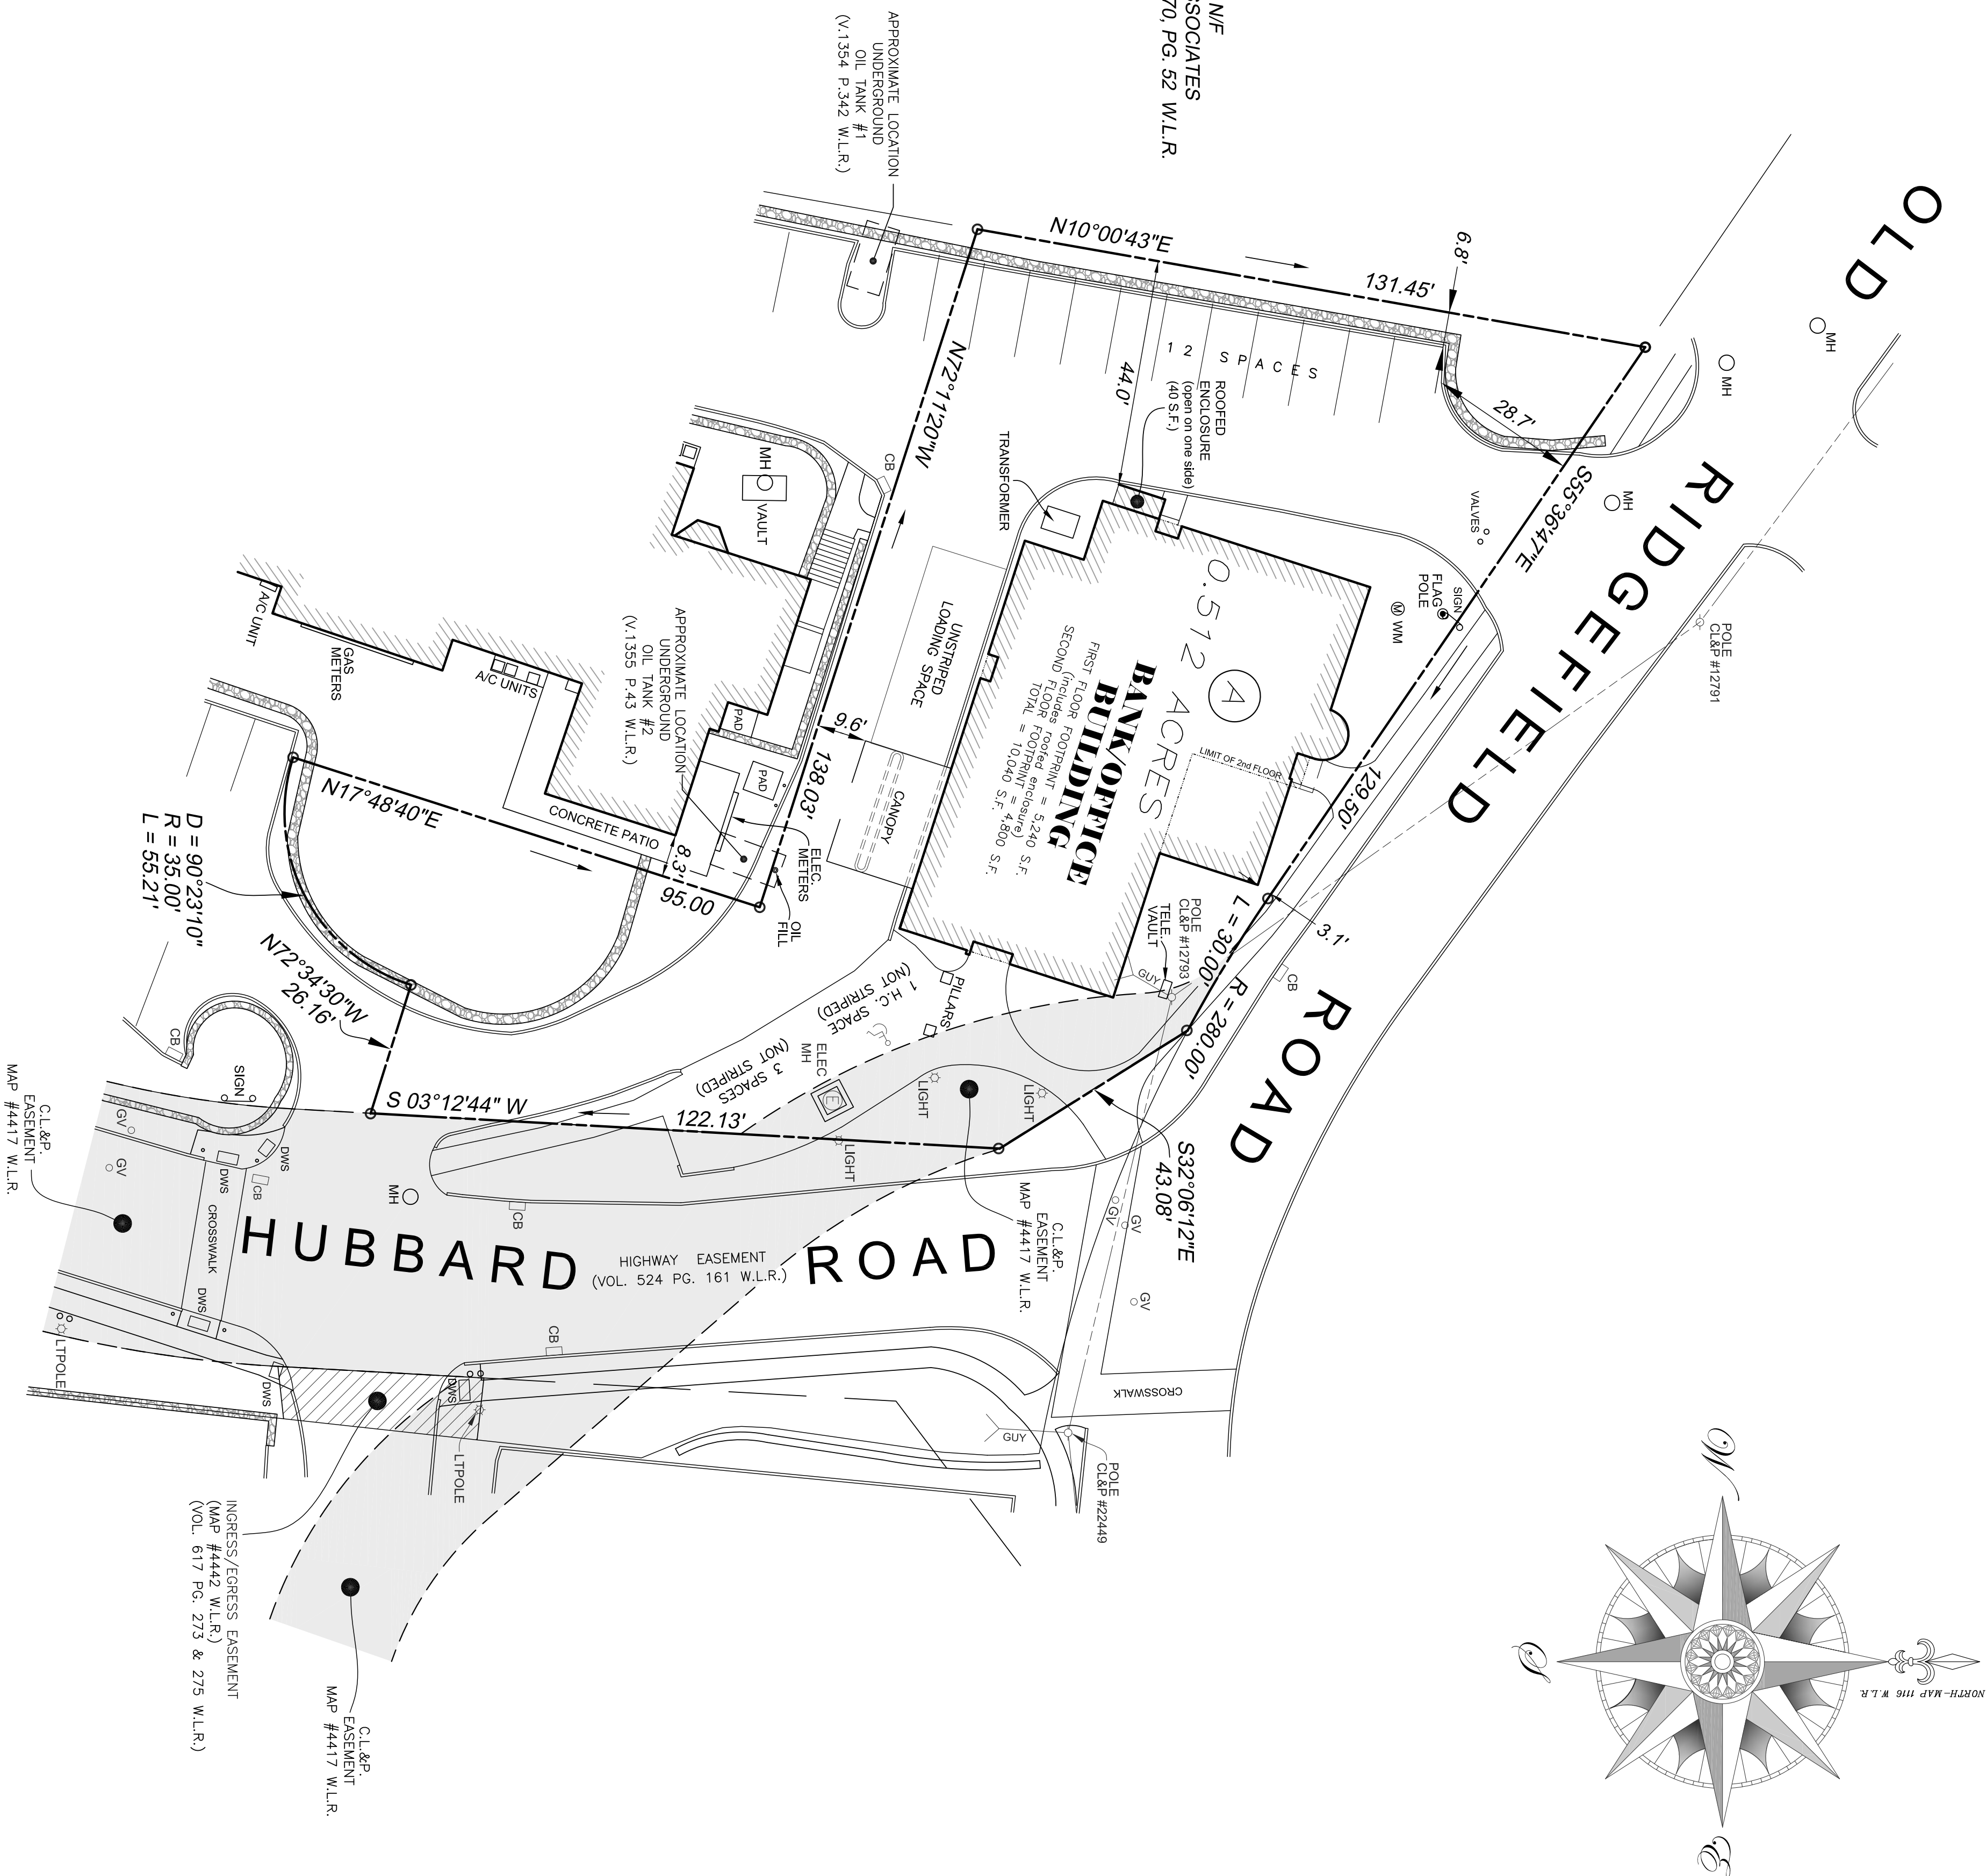 N/F
SSOCIATES
70, PG. 52 W.L.R.
APPROXIMATE LOCATION
UNDERGROUND
OIL TANK #1
(V.1354 P.342 W.L.R.)
OLD RIDGEFIELD ROAD
N10°00'43"E
131.45'
6.8'
12 SPACES
44.0'
28.7'
MH
MH
MH
S55°36'47"E
129.50'
ROOFED
ENCLOSURE
(open on one side)
(40 S.F.)
TRANSFORMER
N72°11'20"W
138.03'
CB
VALVES
SIGN
FLAG
POLE
M WM
POLE
CL&P #12791
MH
VAULT
UNSTRIPED
LOADING SPACE
0.512 ACRES
A
BANK/OFFICE
BUILDING
FIRST FLOOR FOOTPRINT = 5,240 S.F.
(includes roofed enclosure)
SECOND FLOOR FOOTPRINT = 4,800 S.F.
TOTAL = 10,040 S.F.
LIMIT OF 2nd FLOOR
A/C UNIT
GAS
METERS
A/C UNITS
APPROXIMATE LOCATION
UNDERGROUND
OIL TANK #2
(V.1355 P.43 W.L.R.)
PAD
PAD
9.6'
CANOPY
CONCRETE PATIO
ELEC.
METERS
OIL
FILL
8.3'
N17°48'40"E
95.00
D = 90°23'10"
R = 35.00'
L = 55.21'
N72°34'30"W
26.16'
POLE
CL&P #12793
TELE.
VAULT
GUY
L = 30.00'
R = 280.00'
3.1'
CB
PILLARS
1 H.C. SPACE
(NOT STRIPED)
3 SPACES
(NOT STRIPED)
ELEC
MH
E
LIGHT
LIGHT
LIGHT
S 03°12'44" W
122.13'
S32°06'12"E
43.08'
C.L.&P.
EASEMENT
MAP #4417 W.L.R.
CB
SIGN
GV
GV
DWS
DWS
CB
CROSSWALK
DWS
MH
CB
HUBBARD ROAD
HIGHWAY EASEMENT
(VOL. 524 PG. 161 W.L.R.)
GV
GV
GV
C.L.&P.
EASEMENT
MAP #4417 W.L.R.
LTPOLE
DWS
DWS
CB
LTPOLE
GUY
CROSSWALK
POLE
CL&P #22449
INGRESS/EGRESS EASEMENT
(MAP #4442 W.L.R.)
(VOL. 617 PG. 273 & 275 W.L.R.)
C.L.&P.
EASEMENT
MAP #4417 W.L.R.
W
S
E
NORTH-MAP 1116 W.L.R.